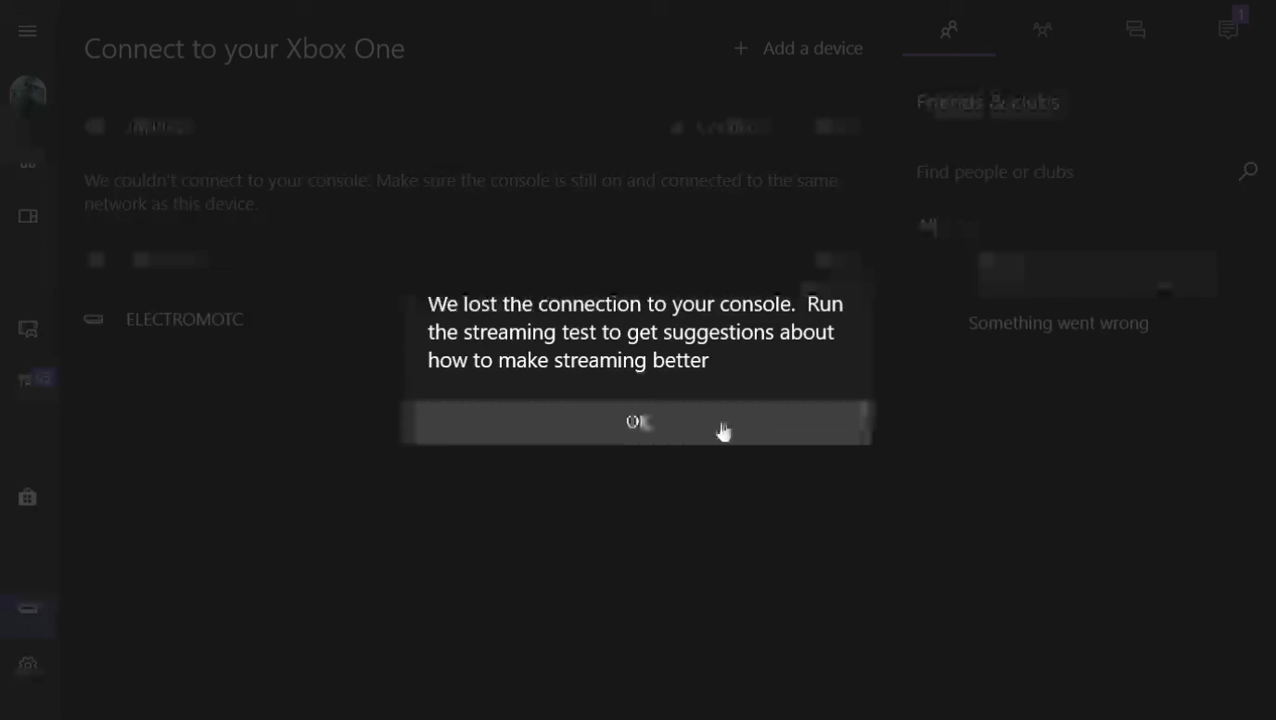 Connect to your Xbox One
+ Add a device
1
Friends & clubs
We couldn't connect to your console. Make sure the console is still on and connected to the same
network as this device.
Find people or clubs
We lost the connection to your console. Run
the streaming test to get suggestions about
how to make streaming better
OK
ELECTROMOTC
Something went wrong